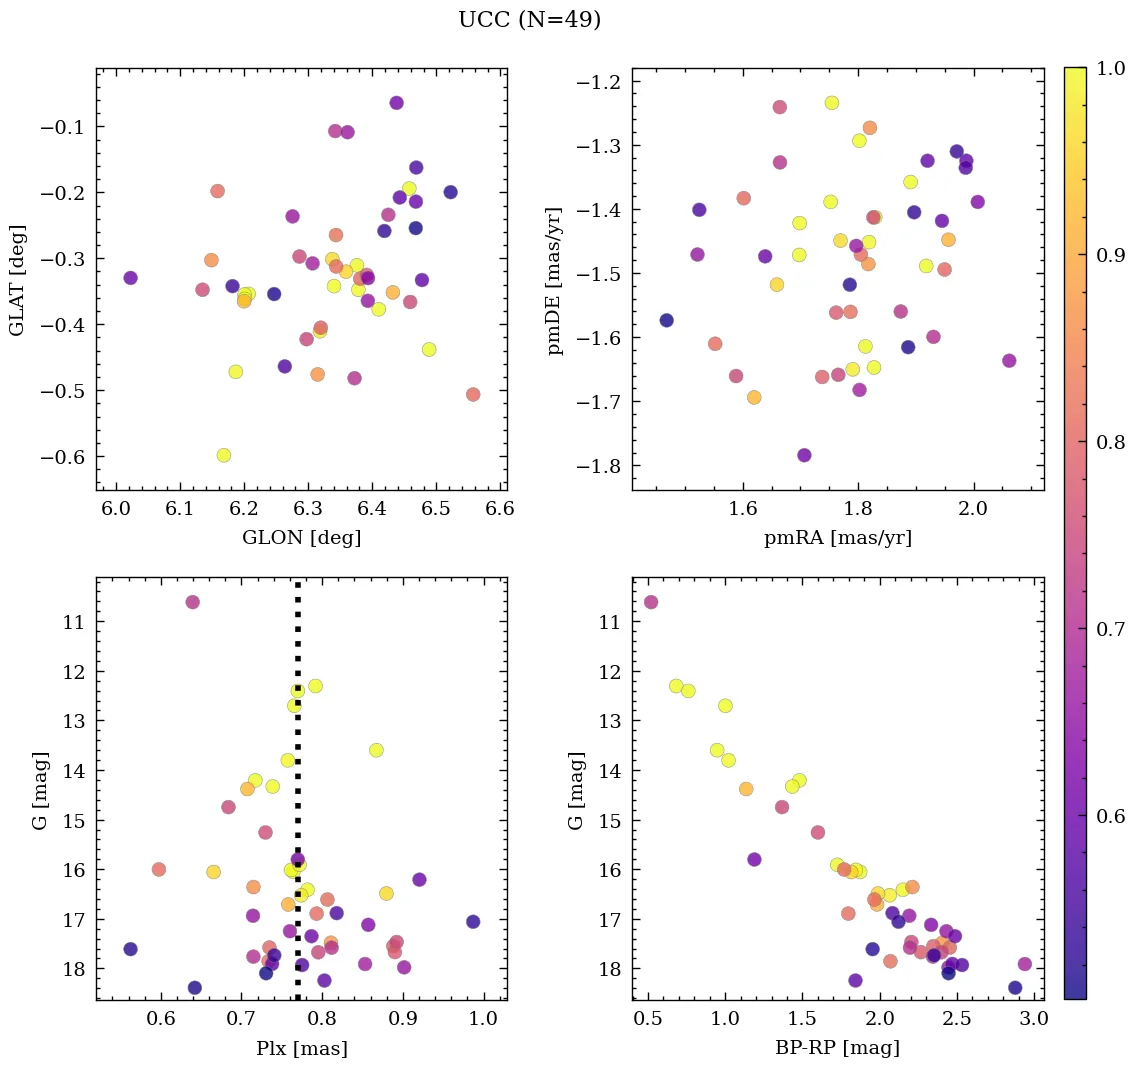 UCC (N=49)
−0.1
−0.2
−0.3
−0.4
−0.5
−0.6
GLAT [deg]
6.0 6.1 6.2 6.3 6.4 6.5 6.6
GLON [deg]
−1.2
−1.3
−1.4
−1.5
−1.6
−1.7
−1.8
pmDE [mas/yr]
1.6 1.8 2.0
pmRA [mas/yr]
1.0
0.9
0.8
0.7
0.6
11
12
13
14
15
16
17
18
G [mag]
0.6 0.7 0.8 0.9 1.0
Plx [mas]
11
12
13
14
15
16
17
18
G [mag]
0.5 1.0 1.5 2.0 2.5 3.0
BP-RP [mag]